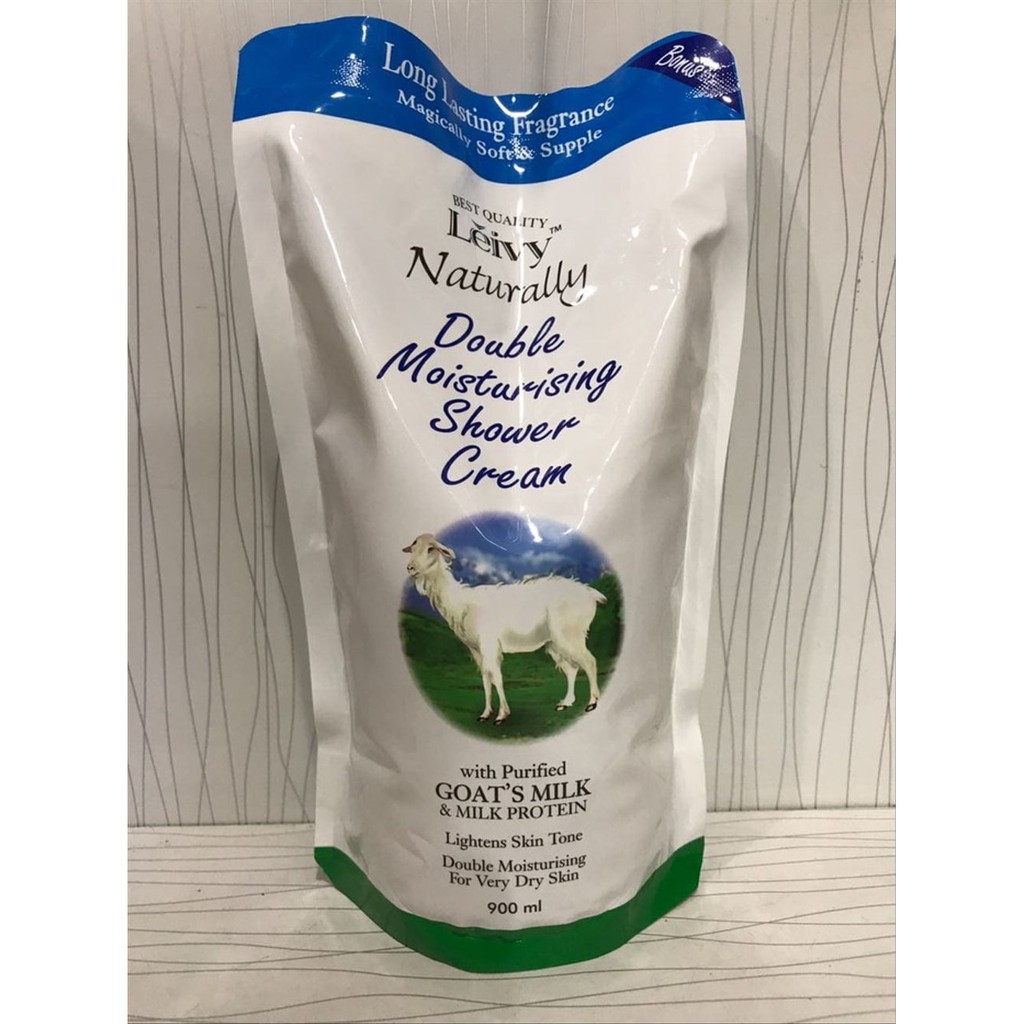 Bonus
Long Lasting Fragrance
Magically Soft & Supple
BEST QUALITY
Leivy™
Naturally
Double
Moisturising
Shower
Cream
with Purified
GOAT'S MILK
& MILK PROTEIN
Lightens Skin Tone
Double Moisturising
For Very Dry Skin
900 ml